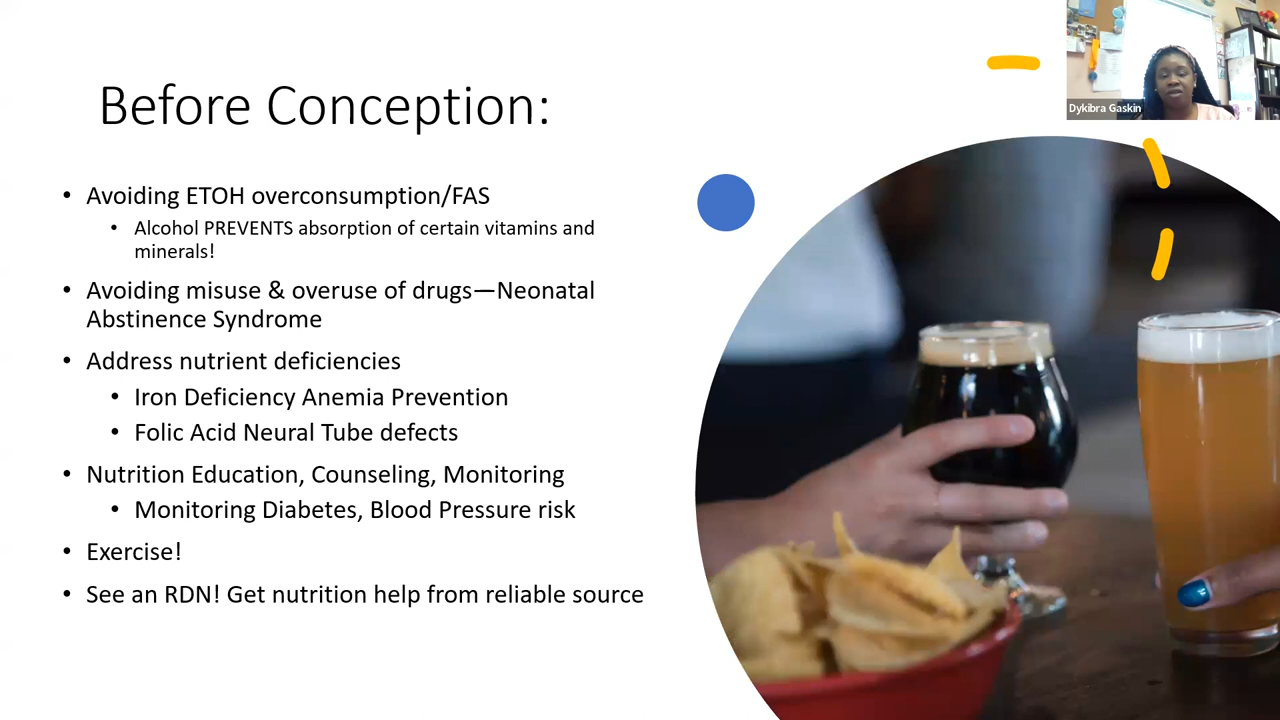 Before Conception:
Dykibra Gaskin
• Avoiding ETOH overconsumption/FAS
• Alcohol PREVENTS absorption of certain vitamins and
minerals!
• Avoiding misuse & overuse of drugs—Neonatal
Abstinence Syndrome
• Address nutrient deficiencies
• Iron Deficiency Anemia Prevention
• Folic Acid Neural Tube defects
• Nutrition Education, Counseling, Monitoring
• Monitoring Diabetes, Blood Pressure risk
• Exercise!
• See an RDN! Get nutrition help from reliable source